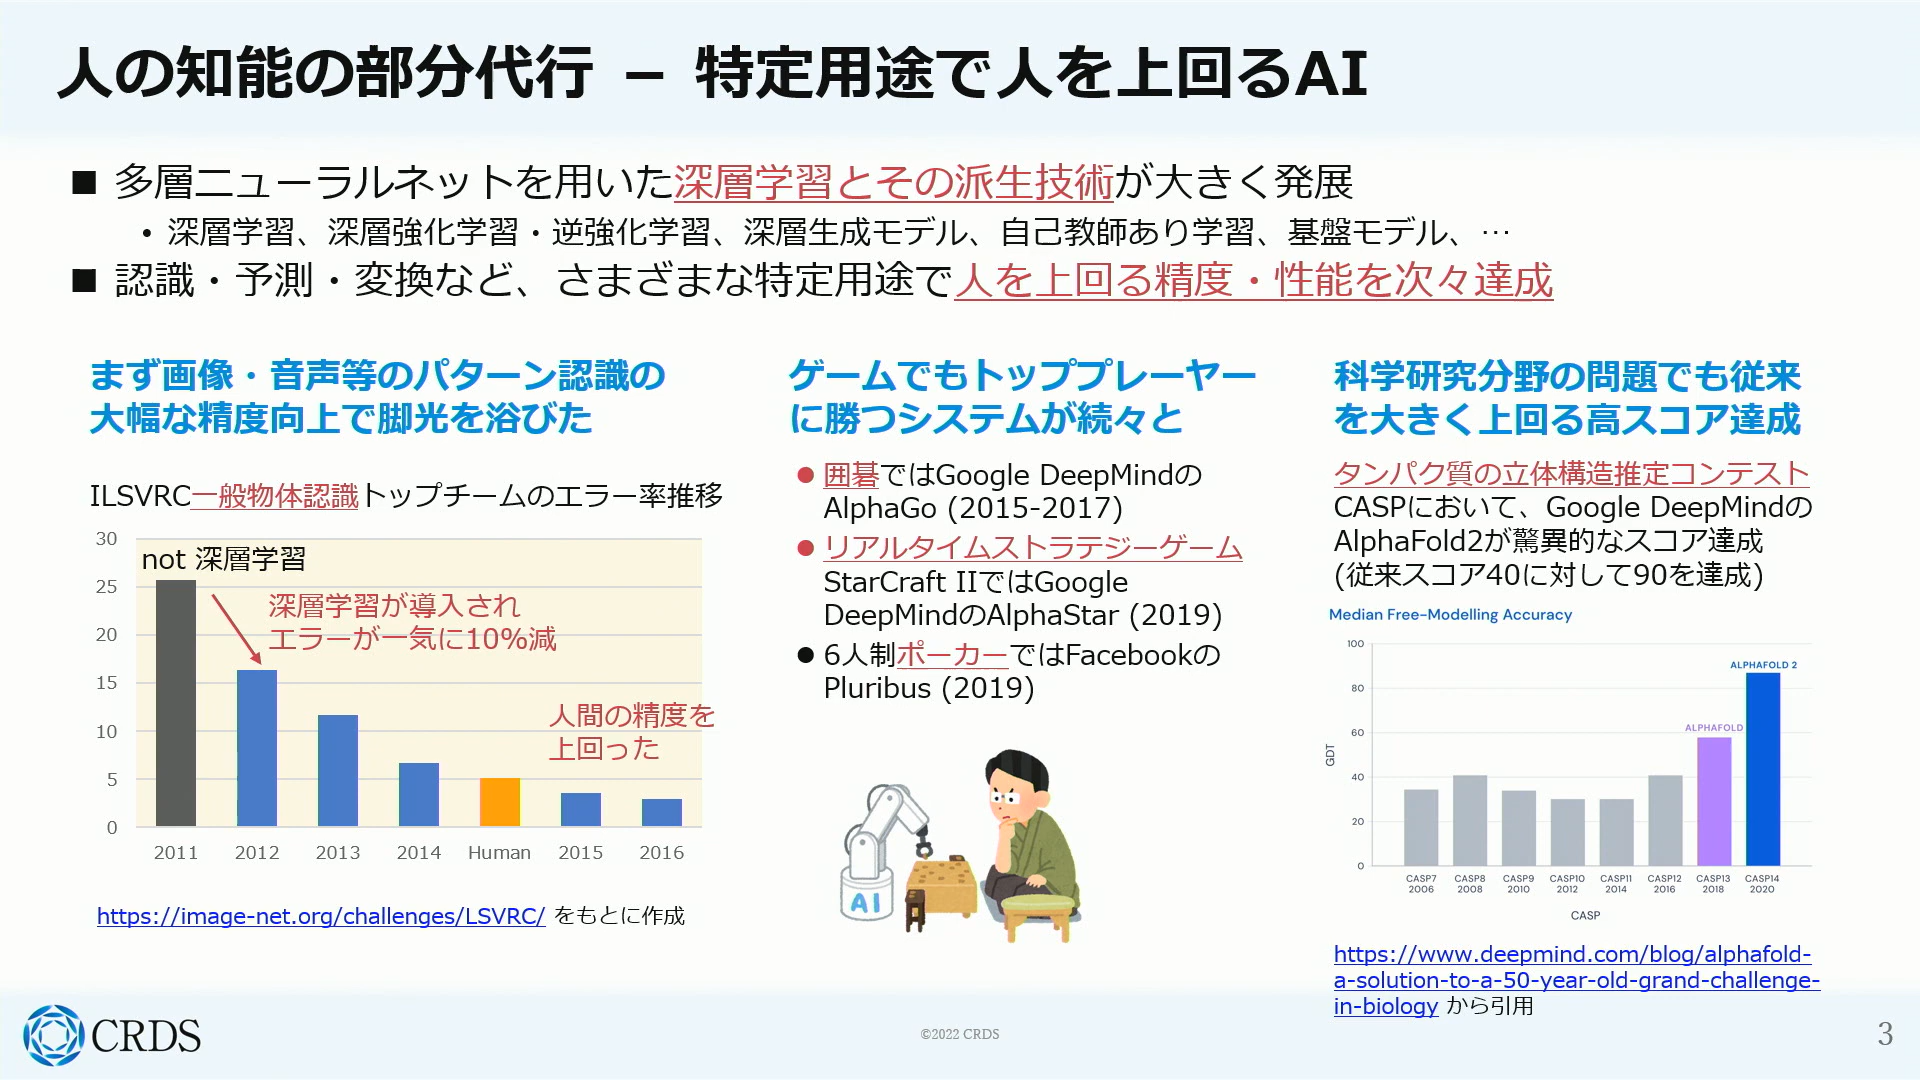 人の知能の部分代行 − 特定用途で人を上回るAI
■ 多層ニューラルネットを用いた深層学習とその派生技術が大きく発展
• 深層学習、深層強化学習・逆強化学習、深層生成モデル、自己教師あり学習、基盤モデル、…
■ 認識・予測・変換など、さまざまな特定用途で人を上回る精度・性能を次々達成
まず画像・音声等のパターン認識の
大幅な精度向上で脚光を浴びた
ILSVRC一般物体認識トップチームのエラー率推移
30
25
20
15
10
5
0
not 深層学習
深層学習が導入され
エラーが一気に10%減
人間の精度を
上回った
2011 2012 2013 2014 Human 2015 2016
https://image-net.org/challenges/LSVRC/ をもとに作成
ゲームでもトッププレーヤー
に勝つシステムが続々と
● 囲碁ではGoogle DeepMindの
AlphaGo (2015-2017)
● リアルタイムストラテジーゲーム
StarCraft IIではGoogle
DeepMindのAlphaStar (2019)
● 6人制ポーカーではFacebookの
Pluribus (2019)
AI
科学研究分野の問題でも従来
を大きく上回る高スコア達成
タンパク質の立体構造推定コンテスト
CASPにおいて、Google DeepMindの
AlphaFold2が驚異的なスコア達成
(従来スコア40に対して90を達成)
Median Free-Modelling Accuracy
100
80
60
40
20
0
GDT
ALPHAFOLD
ALPHAFOLD 2
CASP7 CASP8 CASP9 CASP10 CASP11 CASP12 CASP13 CASP14
2006 2008 2010 2012 2014 2016 2018 2020
CASP
https://www.deepmind.com/blog/alphafold-
a-solution-to-a-50-year-old-grand-challenge-
in-biology から引用
CRDS
©2022 CRDS
3